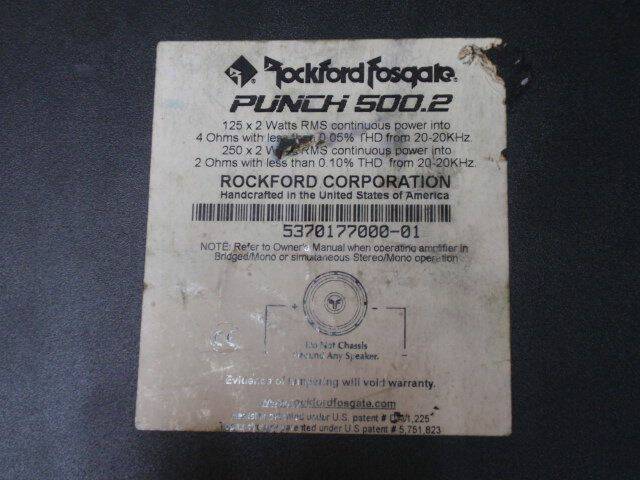 Rockford Fosgate
PUNCH 500.2
125 x 2 Watts RMS continuous power into
4 Ohms with less than 0.05% THD from 20-20KHz.
250 x 2 Watts RMS continuous power into
2 Ohms with less than 0.10% THD from 20-20KHz.
ROCKFORD CORPORATION
Handcrafted in the United States of America
5370177000-01
NOTE: Refer to Owner's Manual when operating amplifier in
Bridged/Mono or simultaneous Stereo/Mono operation
- +
CE
Do Not Chassis
Ground Any Speaker.
Evidence of tampering will void warranty.
www.rockfordfosgate.com
patented under U.S. patent #
patented under U.S. patent # 5,751,823